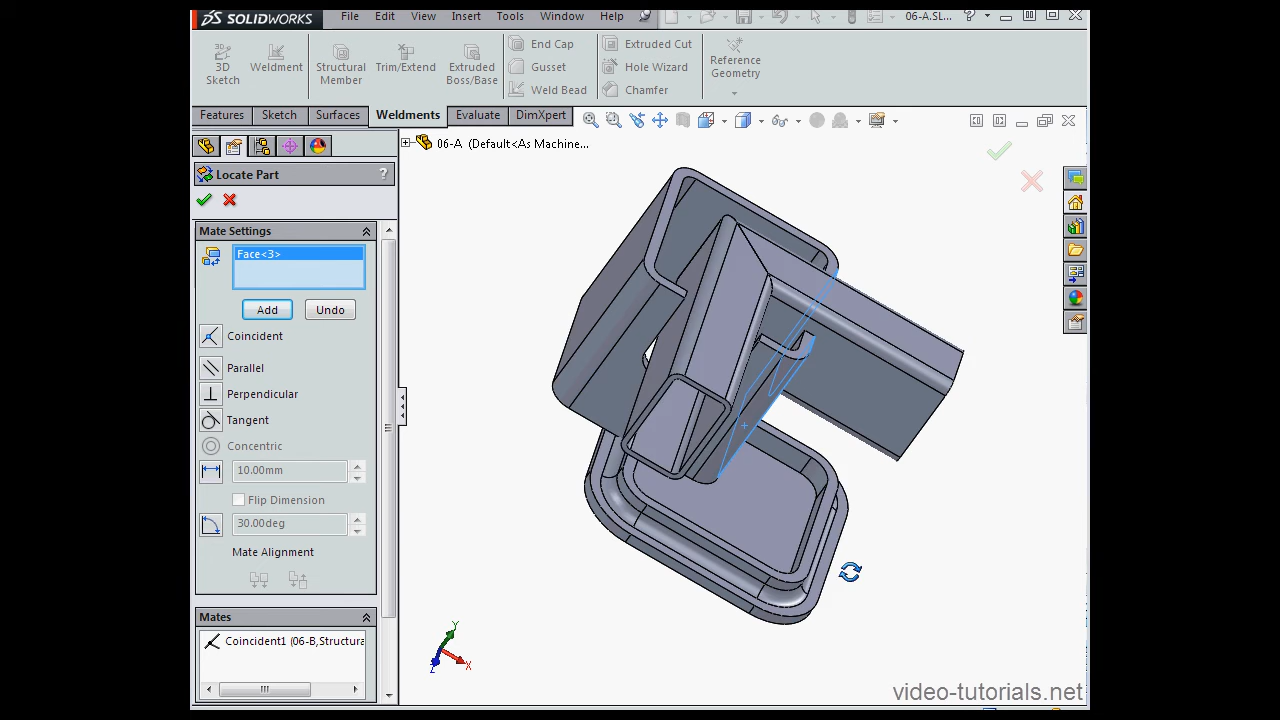 SOLIDWORKS File Edit View Insert Tools Window Help 06-A.SL... ?
3D Sketch
Weldment
Structural Member
Trim/Extend
Extruded Boss/Base
End Cap
Gusset
Weld Bead
Extruded Cut
Hole Wizard
Chamfer
Reference Geometry
Features Sketch Surfaces Weldments Evaluate DimXpert
06-A (Default<As Machine...
Locate Part ?
Mate Settings
Face<3>
Add Undo
Coincident
Parallel
Perpendicular
Tangent
Concentric
10.00mm
Flip Dimension
30.00deg
Mate Alignment
Mates
Coincident1 (06-B,Structura
Y
X
Z
video-tutorials.net